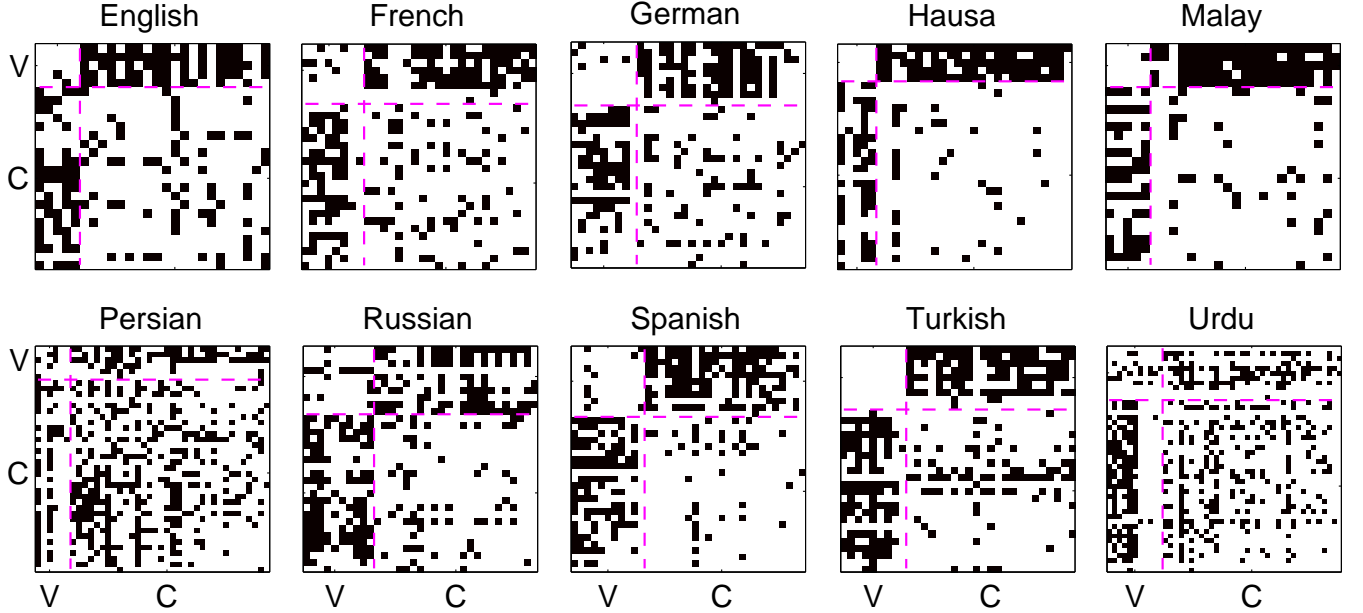 English French German Hausa Malay
V
C
Persian Russian Spanish Turkish Urdu
V
C
V C V C V C V C V C